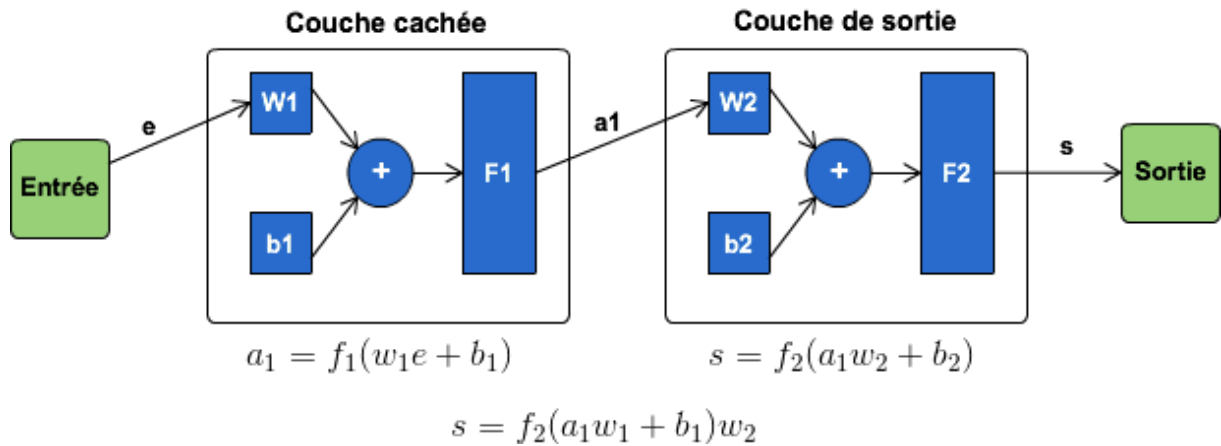 Couche cachée
Couche de sortie
W1
W2
e
a1
s
Entrée
+
F1
+
F2
Sortie
b1
b2
a₁ = f₁(w₁e + b₁)
s = f₂(a₁w₂ + b₂)
s = f₂(a₁w₁ + b₁)w₂